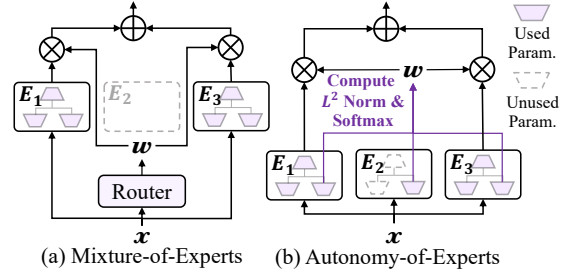 E1
E2
E3
w
Router
x
(a) Mixture-of-Experts
w
Compute
L² Norm &
Softmax
E1
E2
E3
x
(b) Autonomy-of-Experts
Used
Param.
Unused
Param.